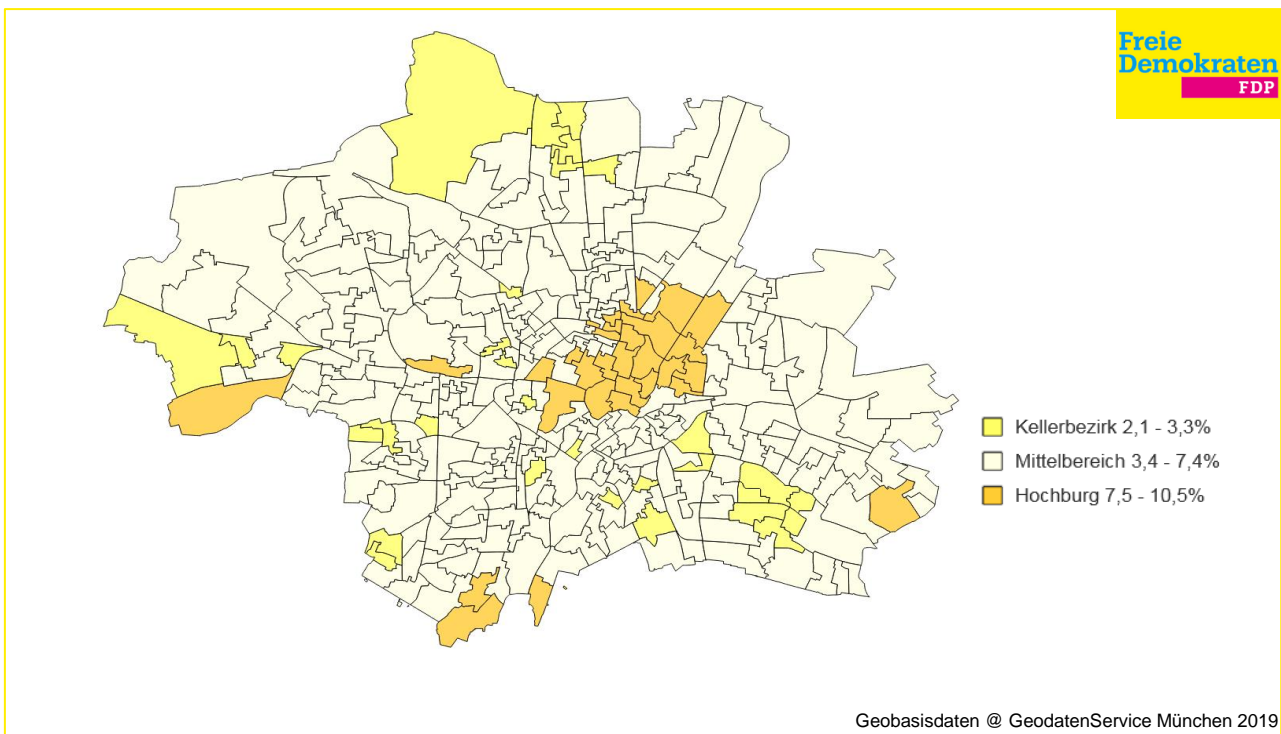 Freie
Demokraten
FDP
Kellerbezirk 2,1 - 3,3%
Mittelbereich 3,4 - 7,4%
Hochburg 7,5 - 10,5%
Geobasisdaten @ GeodatenService München 2019